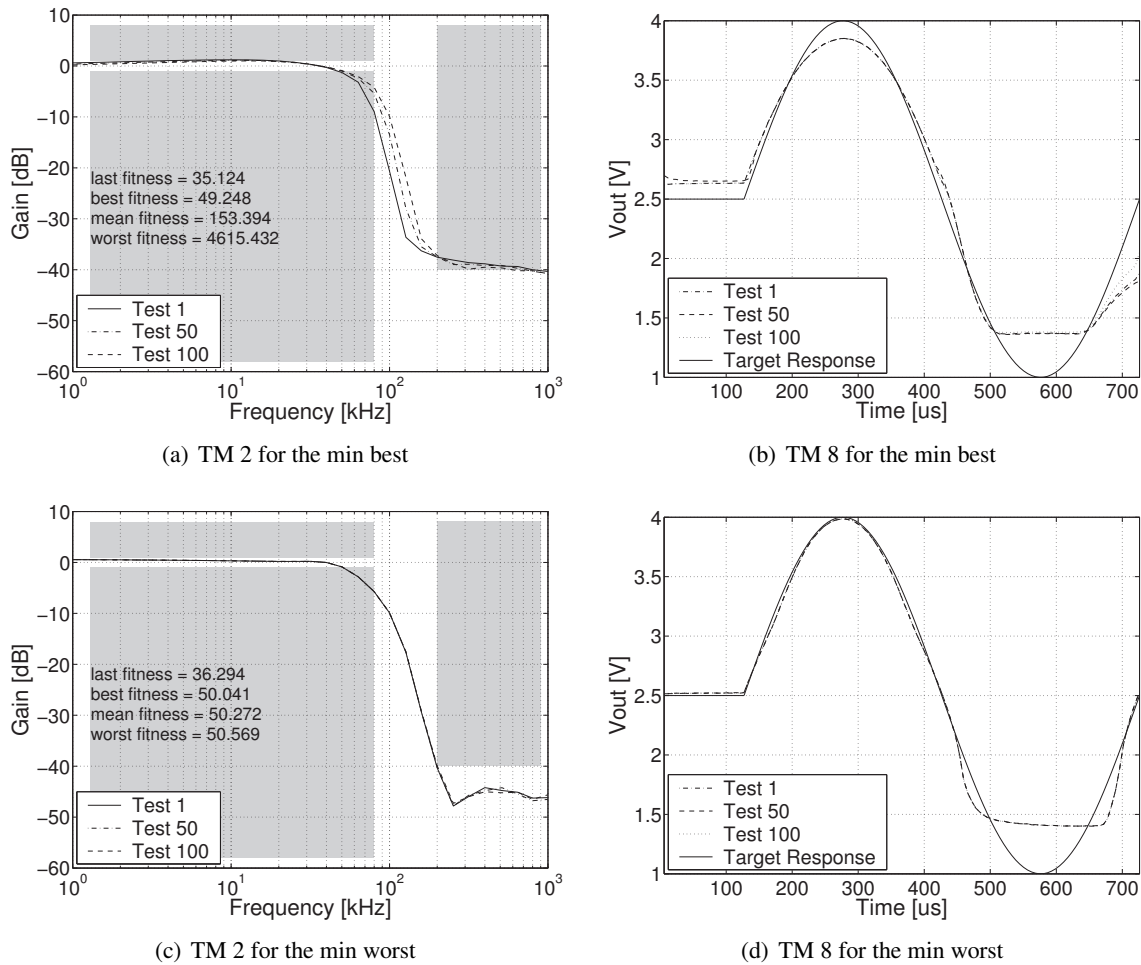 10
0
−10
−20
−30
−40
−50
−60
Gain [dB]
last fitness = 35.124
best fitness = 49.248
mean fitness = 153.394
worst fitness = 4615.432
Test 1
Test 50
Test 100
10^0 10^1 10^2 10^3
Frequency [kHz]
(a) TM 2 for the min best
4
3.5
3
2.5
2
1.5
1
Vout [V]
Test 1
Test 50
Test 100
Target Response
100 200 300 400 500 600 700
Time [us]
(b) TM 8 for the min best
10
0
−10
−20
−30
−40
−50
−60
Gain [dB]
last fitness = 36.294
best fitness = 50.041
mean fitness = 50.272
worst fitness = 50.569
Test 1
Test 50
Test 100
10^0 10^1 10^2 10^3
Frequency [kHz]
(c) TM 2 for the min worst
4
3.5
3
2.5
2
1.5
1
Vout [V]
Test 1
Test 50
Test 100
Target Response
100 200 300 400 500 600 700
Time [us]
(d) TM 8 for the min worst